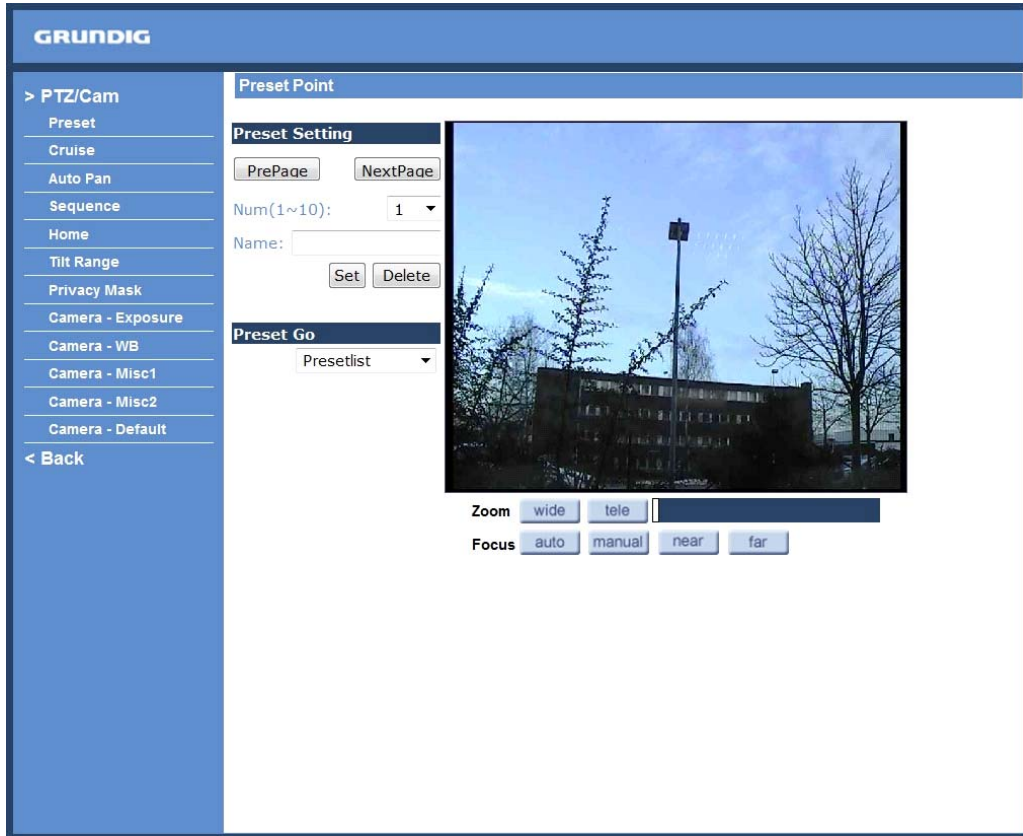 GRUNDIG
> PTZ/Cam
Preset
Cruise
Auto Pan
Sequence
Home
Tilt Range
Privacy Mask
Camera - Exposure
Camera - WB
Camera - Misc1
Camera - Misc2
Camera - Default
< Back
Preset Point
Preset Setting
PrePage NextPage
Num(1~10): 1
Name:
Set Delete
Preset Go
Presetlist
Zoom wide tele
Focus auto manual near far